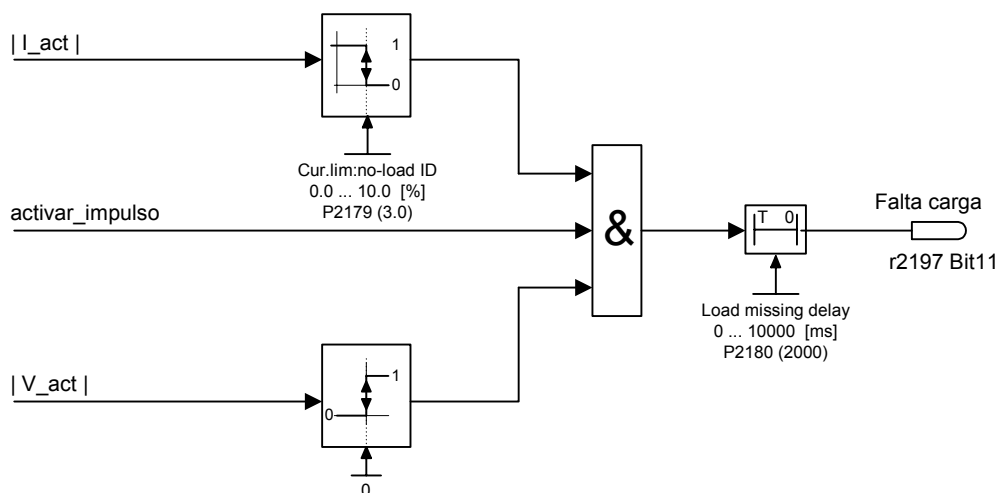 | I_act |
1
0
Cur.lim:no-load ID
0.0 ... 10.0 [%]
P2179 (3.0)
activar_impulso
&
T 0
Falta carga
r2197 Bit11
Load missing delay
0 ... 10000 [ms]
P2180 (2000)
| V_act |
1
0
0